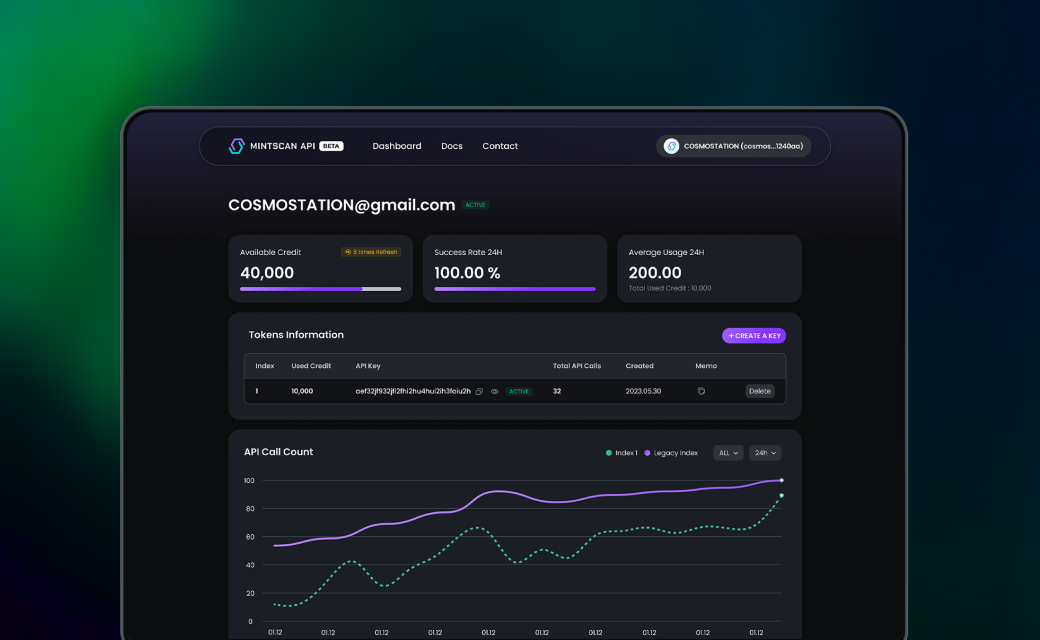 MINTSCAN API BETA Dashboard Docs Contact COSMOSTATION (cosmos...1240aa)
COSMOSTATION@gmail.com ACTIVE
Available Credit 5 times Refresh Success Rate 24H Average Usage 24H
40,000 100.00 % 200.00
Total Used Credit : 10,000
Tokens Information + CREATE A KEY
Index Used Credit API Key Total API Calls Created Memo
1 10,000 ACTIVE 32 2023.05.30 Delete
API Call Count Index 1 Legacy Index ALL 24h
100
80
60
40
20
0
01.12 01.12 01.12 01.12 01.12 01.12 01.12 01.12 01.12 01.12